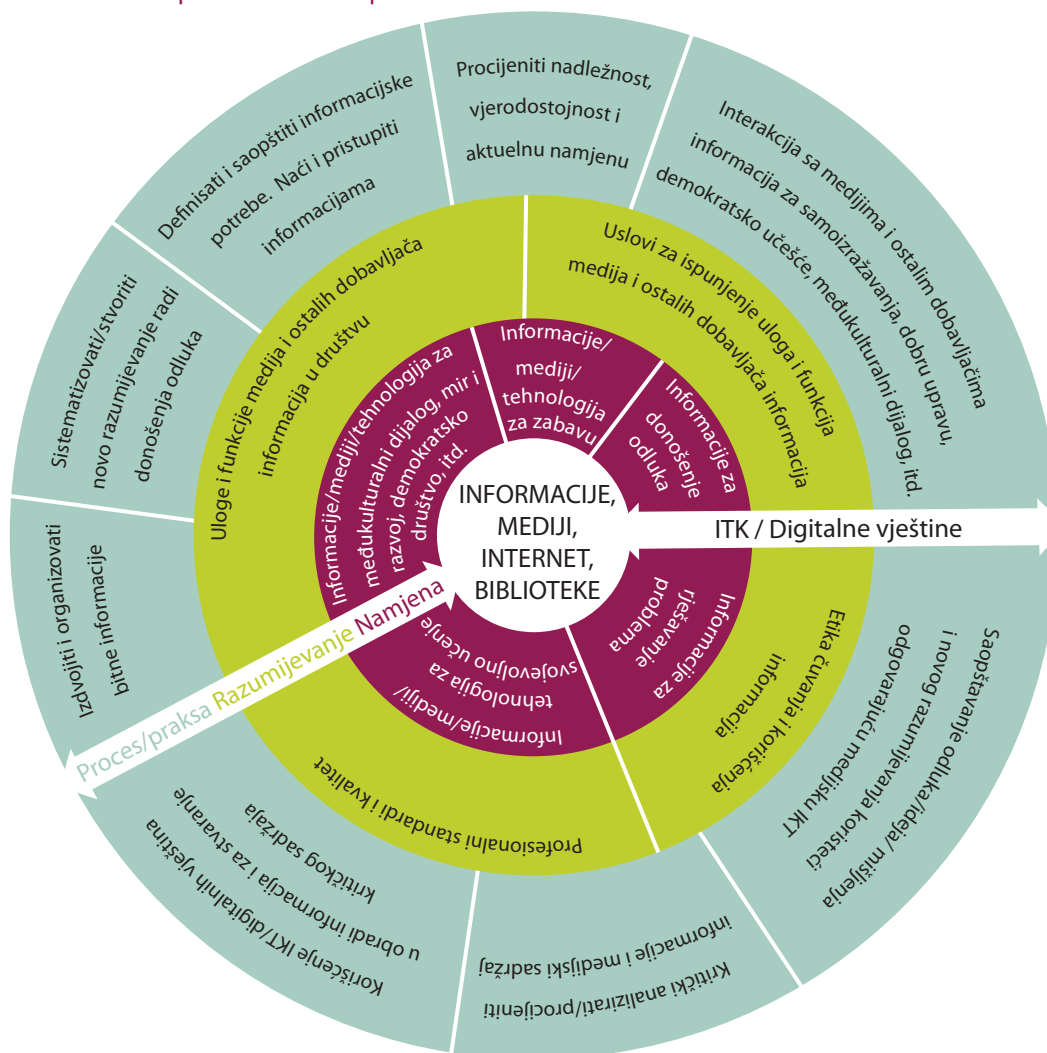 Procijeniti nadležnost,
vjerodostojnost i
aktuelnu namjenu
Interakcija sa medijima i ostalim dobavljačima
informacija za samoizražavanja, dobru upravu,
demokratsko učešće, međukulturalni dijalog, itd.
Saopštavanje odluka/ideja/ mišljenja
i novog razumijevanja koristeći
odgovarajuću medijsku IKT
Kritički analizirati/procijeniti
informacije i medijski sadržaj
Korišćenje IKT/digitalnih vještina
u obradi informacija i za stvaranje
kritičkog sadržaja
Izdvojiti i organizovati
bitne informacije
Sistematizovati/stvoriti
novo razumijevanje radi
donošenja odluka
Definisati i saopštiti informacijske
potrebe. Naći i pristupiti
informacijama
Uslovi za ispunjenje uloga i funkcija
medija i ostalih dobavljača informacija
Etika čuvanja i korišćenja
informacija
Profesionalni standardi i kvalitet
Uloge i funkcije medija i ostalih dobavljača
informacija u društvu
Informacije/
mediji/
tehnologija
za zabavu
Informacije za
donošenje
odluka
Informacije za
rješavanje
problema
Informacije/mediji/
tehnologija za
svojevoljno učenje
Informacije/mediji/tehnologija za
međukulturalni dijalog, mir i
razvoj, demokratsko
društvo, itd.
INFORMACIJE,
MEDIJI,
INTERNET,
BIBLIOTEKE
ITK / Digitalne vještine
Proces/praksa Razumijevanje Namjena